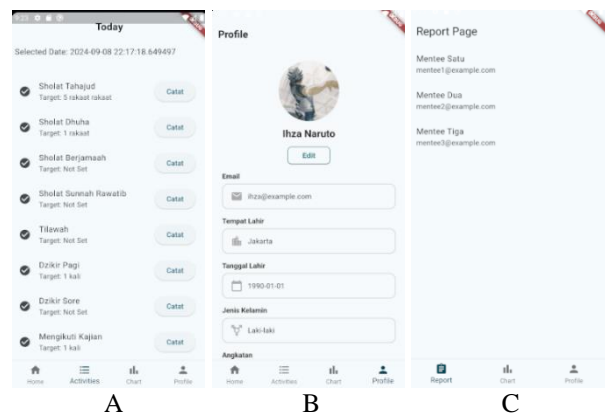 9:25
Today
Selected Date: 2024-09-08 22:17:18.649497
Sholat Tahajud
Target: 5 rakaat rakaat
Catat
Sholat Dhuha
Target: 1 rakaat
Catat
Sholat Berjamaah
Target: Not Set
Catat
Sholat Sunnah Rawatib
Target: Not Set
Catat
Tilawah
Target: Not Set
Catat
Dzikir Pagi
Target: 1 kali
Catat
Dzikir Sore
Target: Not Set
Catat
Mengikuti Kajian
Target: 1 kali
Catat
Home Activities Chart Profile
A
Profile
Ihza Naruto
Edit
Email
ihza@example.com
Tempat Lahir
Jakarta
Tanggal Lahir
1990-01-01
Jenis Kelamin
Laki-laki
Angkatan
Home Activities Chart Profile
B
Report Page
Mentee Satu
mentee1@example.com
Mentee Dua
mentee2@example.com
Mentee Tiga
mentee3@example.com
Report Chart Profile
C